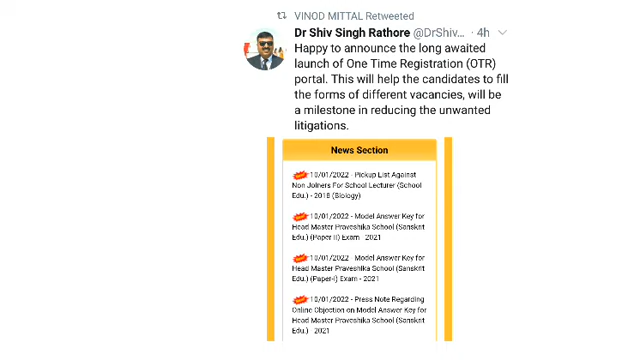 VINOD MITTAL Retweeted
Dr Shiv Singh Rathore @DrShiv... · 4h
Happy to announce the long awaited
launch of One Time Registration (OTR)
portal. This will help the candidates to fill
the forms of different vacancies, will be
a milestone in reducing the unwanted
litigations.
News Section
10/01/2022 - Pickup List Against
Non Joiners For School Lecturer (School
Edu.) - 2018 (Biology)
10/01/2022 - Model Answer Key for
Head Master Praveshika School (Sanskrit
Edu.) (Paper II) Exam - 2021
10/01/2022 - Model Answer Key for
Head Master Praveshika School (Sanskrit
Edu.) (Paper-I) Exam - 2021
10/01/2022 - Press Note Regarding
Online Objection on Model Answer Key for
Head Master Praveshika School (Sanskrit
Edu.) - 2021